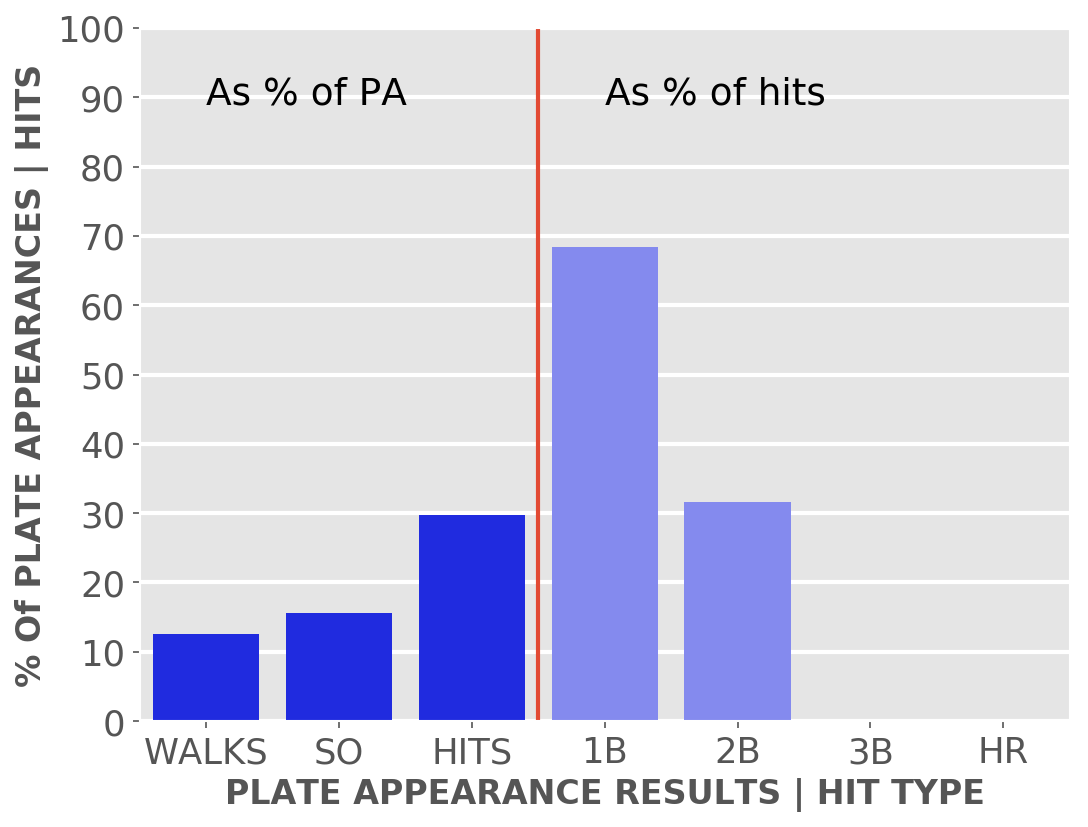 % Of PLATE APPEARANCES | HITS
100
90
80
70
60
50
40
30
20
10
0
As % of PA
As % of hits
WALKS SO HITS 1B 2B 3B HR
PLATE APPEARANCE RESULTS | HIT TYPE